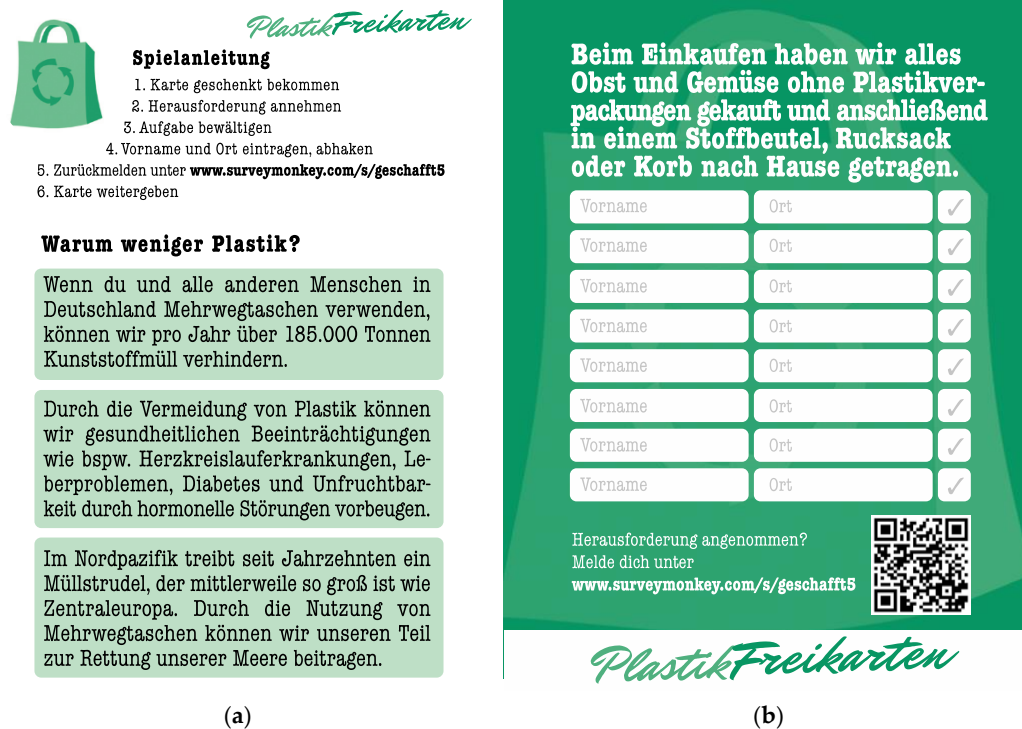 PlastikFreikarten
Spielanleitung
1. Karte geschenkt bekommen
2. Herausforderung annehmen
3. Aufgabe bewältigen
4. Vorname und Ort eintragen, abhaken
5. Zurückmelden unter www.surveymonkey.com/s/geschafft5
6. Karte weitergeben
Warum weniger Plastik?
Wenn du und alle anderen Menschen in
Deutschland Mehrwegtaschen verwenden,
können wir pro Jahr über 185.000 Tonnen
Kunststoffmüll verhindern.
Durch die Vermeidung von Plastik können
wir gesundheitlichen Beeinträchtigungen
wie bspw. Herzkreislauferkrankungen, Le-
berproblemen, Diabetes und Unfruchtbar-
keit durch hormonelle Störungen vorbeugen.
Im Nordpazifik treibt seit Jahrzehnten ein
Müllstrudel, der mittlerweile so groß ist wie
Zentraleuropa. Durch die Nutzung von
Mehrwegtaschen können wir unseren Teil
zur Rettung unserer Meere beitragen.
(a)
Beim Einkaufen haben wir alles
Obst und Gemüse ohne Plastikver-
packungen gekauft und anschließend
in einem Stoffbeutel, Rucksack
oder Korb nach Hause getragen.
Vorname Ort ✓
Vorname Ort ✓
Vorname Ort ✓
Vorname Ort ✓
Vorname Ort ✓
Vorname Ort ✓
Vorname Ort ✓
Vorname Ort ✓
Herausforderung angenommen?
Melde dich unter
www.surveymonkey.com/s/geschafft5
PlastikFreikarten
(b)